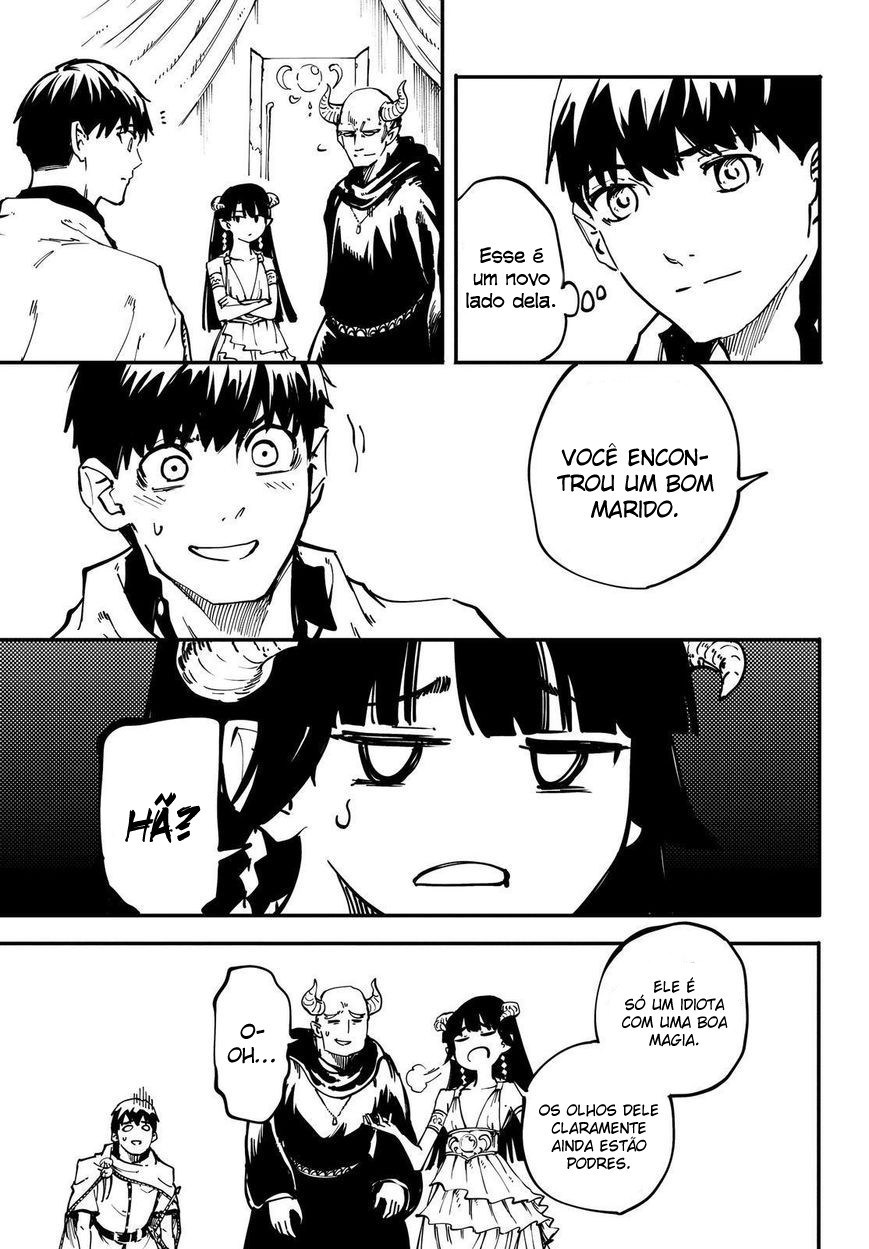 Esse é
um novo
lado dela.
VOCÊ ENCON-
TROU UM BOM
MARIDO.
HÃ?
ELE É
SÓ UM IDIOTA
COM UMA BOA
MAGIA.
OS OLHOS DELE
CLARAMENTE
AINDA ESTÃO
PODRES.
O-
OH...